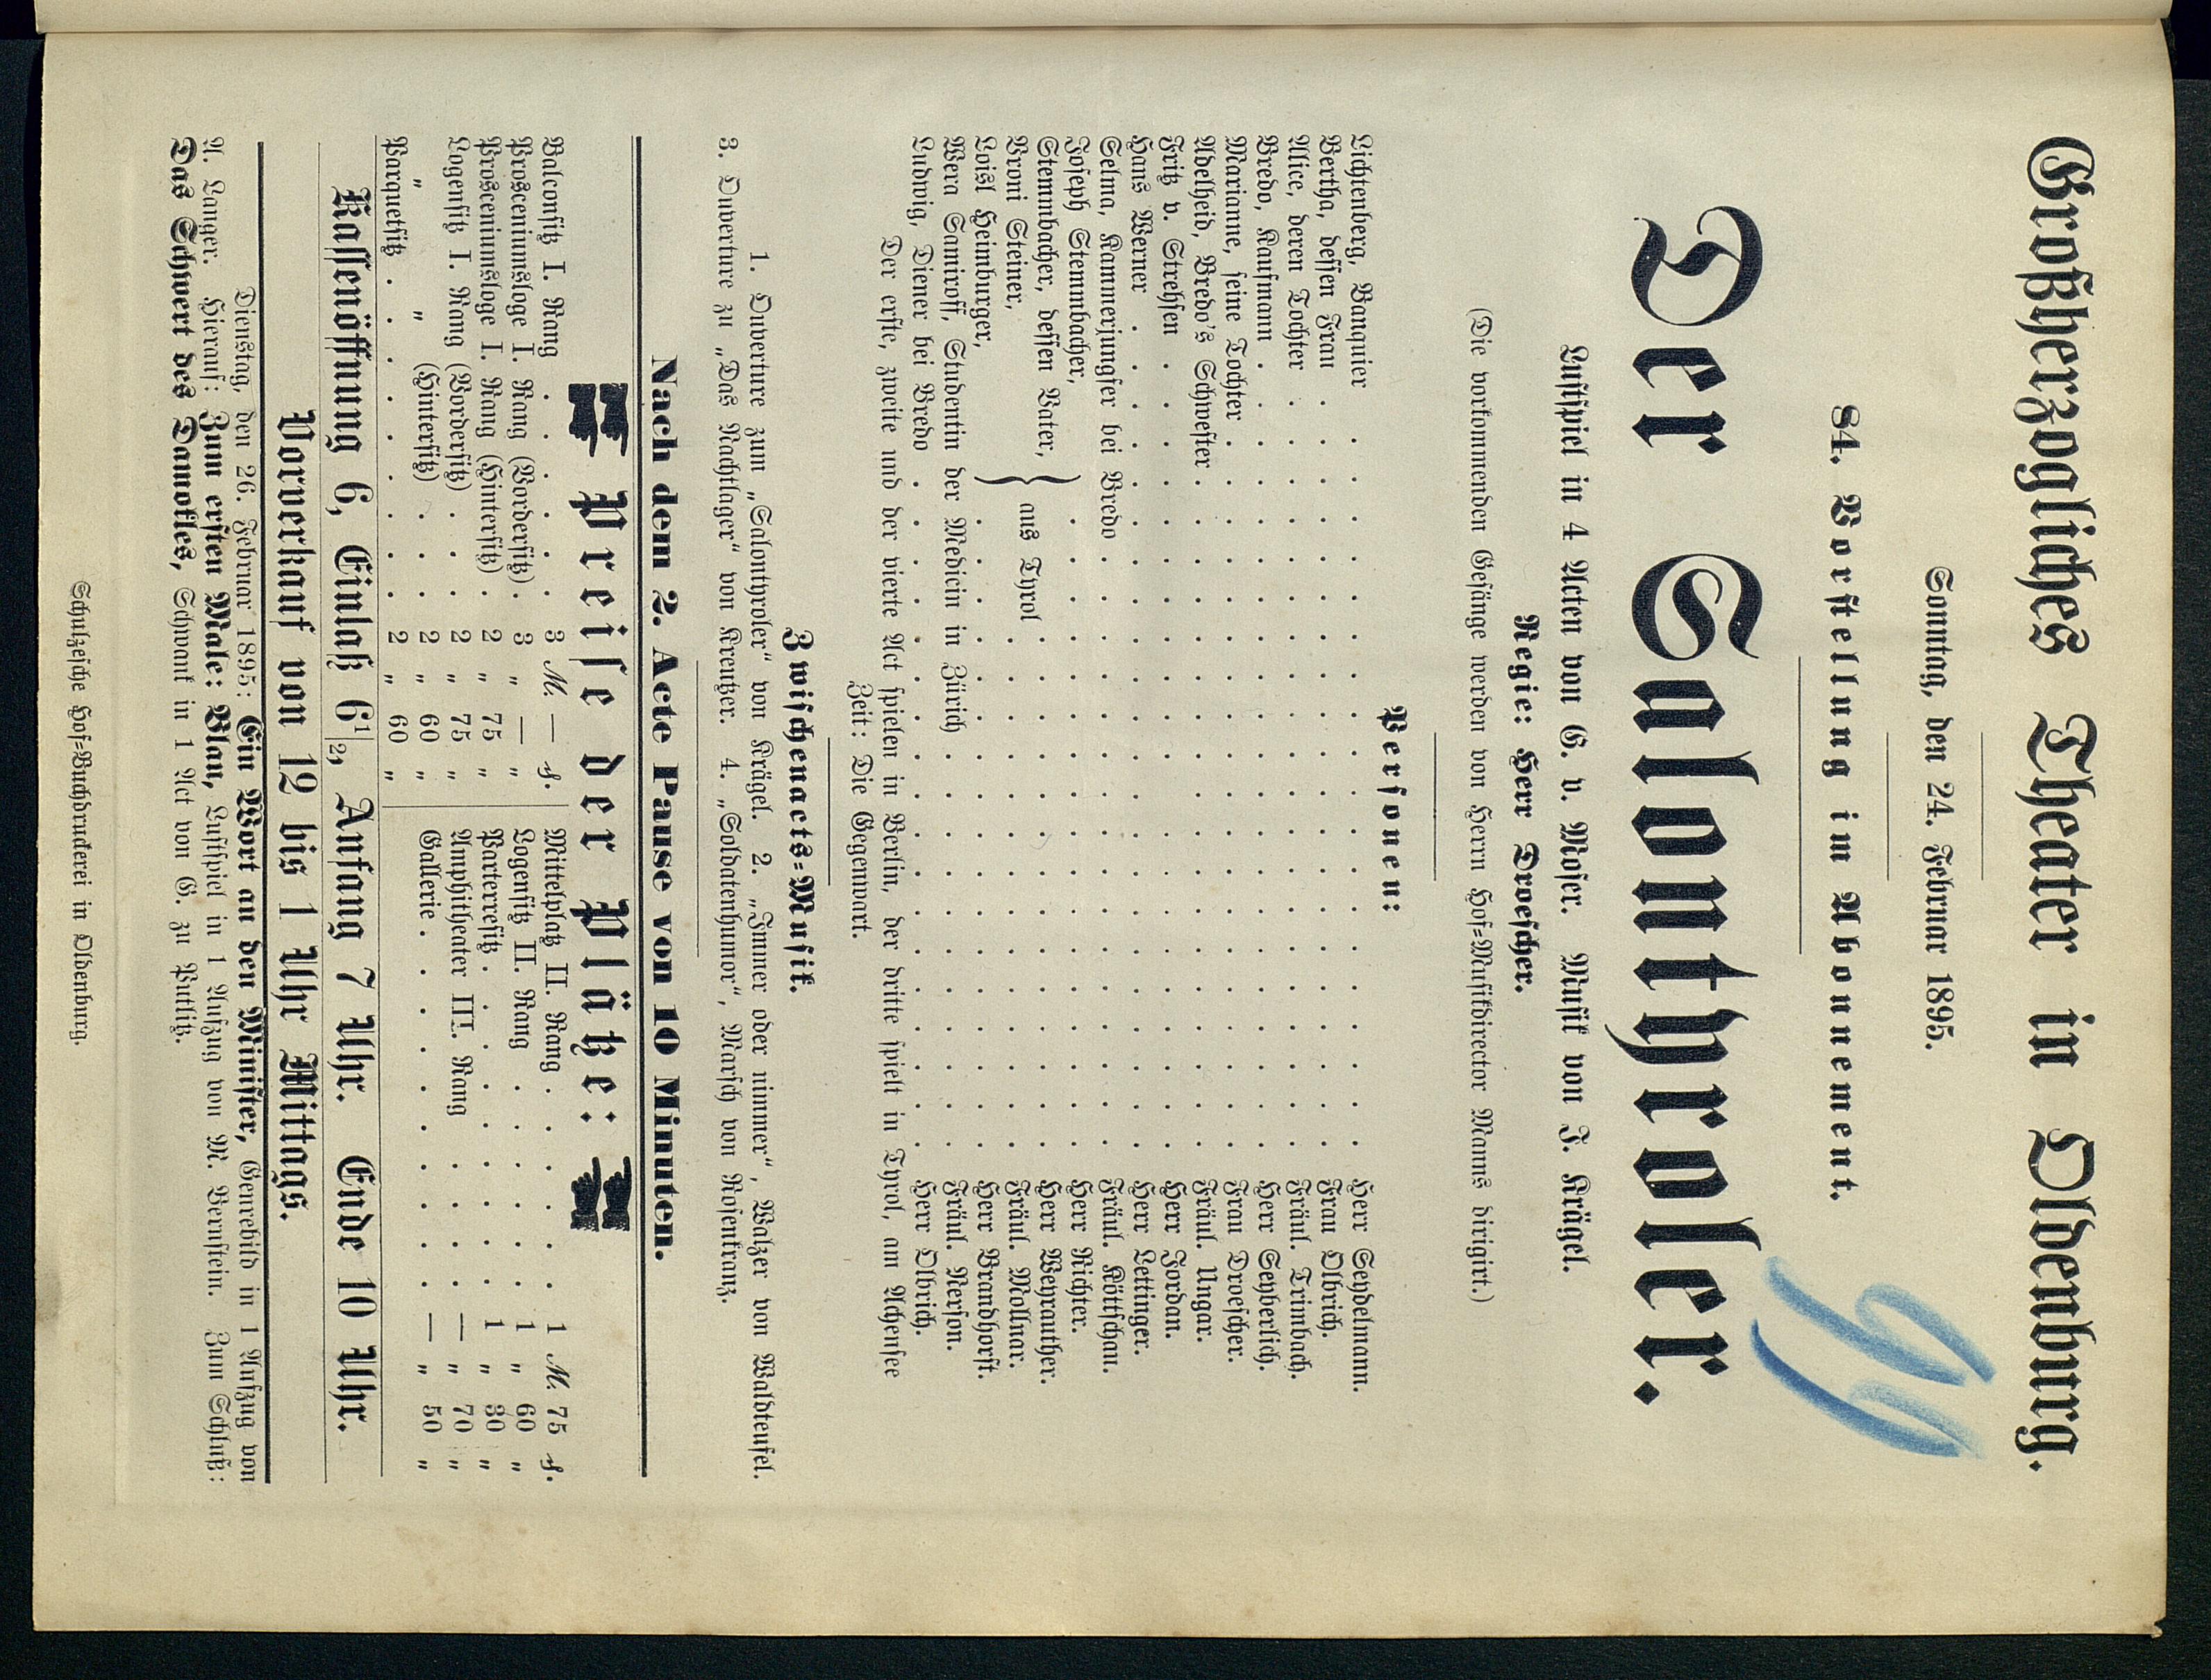 Großherzogliches Theater in Oldenburg.
Sonntag, den 24. Februar 1895.
84. Vorstellung im Abonnement.
Der Salontyroler.
Lustspiel in 4 Acten von G. v. Moser. Musik von J. Krägel.
Regie: Herr Droescher.
(Die vorkommenden Gesänge werden von Herrn Hof-Musikdirector Manns dirigirt.)
Personen:
Lichtenberg, Banquier . . . . . . . . . . Herr Seydelmann.
Bertha, dessen Frau . . . . . . . . . . Frau Olbrich.
Alice, deren Tochter . . . . . . . . . . Fräul. Trimbach.
Bredo, Kaufmann . . . . . . . . . . Herr Seyberlich.
Marianne, seine Tochter . . . . . . . . . . Frau Droescher.
Adelheid, Bredo's Schwester . . . . . . . . . . Fräul. Ungar.
Fritz v. Strehsen . . . . . . . . . . Herr Jordan.
Hans Werner . . . . . . . . . . Herr Lettinger.
Selma, Kammerjungfer bei Bredo . . . . . . . . . . Fräul. Köttschau.
Joseph Stemmbacher, . . . . . . . . . . Herr Richter.
Stemmbacher, dessen Vater, . . . . . . . . . . Herr Weyrauther.
Broni Steiner, } aus Tyrol . . . . . . . . . . Fräul. Mollnar.
Loisl Heimburger, . . . . . . . . . . Herr Brandhorst.
Wera Samiroff, Studentin der Medicin in Zürich . . . . . . . . Fräul. Nerson.
Ludwig, Diener bei Bredo . . . . . . . . . . Herr Olbrich.
Der erste, zweite und der vierte Act spielen in Berlin, der dritte spielt in Tyrol, am Achensee
Zeit: Die Gegenwart.
Zwischenacts-Musik.
1. Ouverture zum „Salontyroler“ von Krägel. 2. „Immer oder nimmer“, Walzer von Waldteufel.
3. Ouverture zu „Das Nachtlager“ von Kreutzer. 4. „Soldatenhumor“, Marsch von Rosenkranz.
Nach dem 2. Acte Pause von 10 Minuten.
Preise der Plätze:
Balconsitz I. Rang . . . . . . 3 M. — ₰.
Prosceniumsloge I. Rang (Vordersitz) . 3 „ — „
Prosceniumsloge I. Rang (Hintersitz) . 2 „ 75 „
Logensitz I. Rang (Vordersitz) . . . 2 „ 75 „
„ „ (Hintersitz) . . . 2 „ 60 „
Parquetsitz . . . . . . . . . 2 „ 60 „
Mittelplatz II. Rang . . . . . . 1 M. 75 ₰.
Logensitz II. Rang . . . . . . 1 „ 60 „
Parterresitz . . . . . . . . 1 „ 30 „
Amphitheater III. Rang . . . . . — „ 70 „
Gallerie . . . . . . . . . — „ 50 „
Kassenöffnung 6, Einlaß 6 1|2, Anfang 7 Uhr. Ende 10 Uhr.
Vorverkauf von 12 bis 1 Uhr Mittags.
Dienstag, den 26. Februar 1895: Ein Wort an den Minister, Genrebild in 1 Aufzug von
A. Langer. Hierauf: Zum ersten Male: Blau, Lustspiel in 1 Aufzug von M. Bernstein. Zum Schluß:
Das Schwert des Damokles, Schwank in 1 Act von G. zu Putlitz.
Schulzesche Hof-Buchdruckerei in Oldenburg.